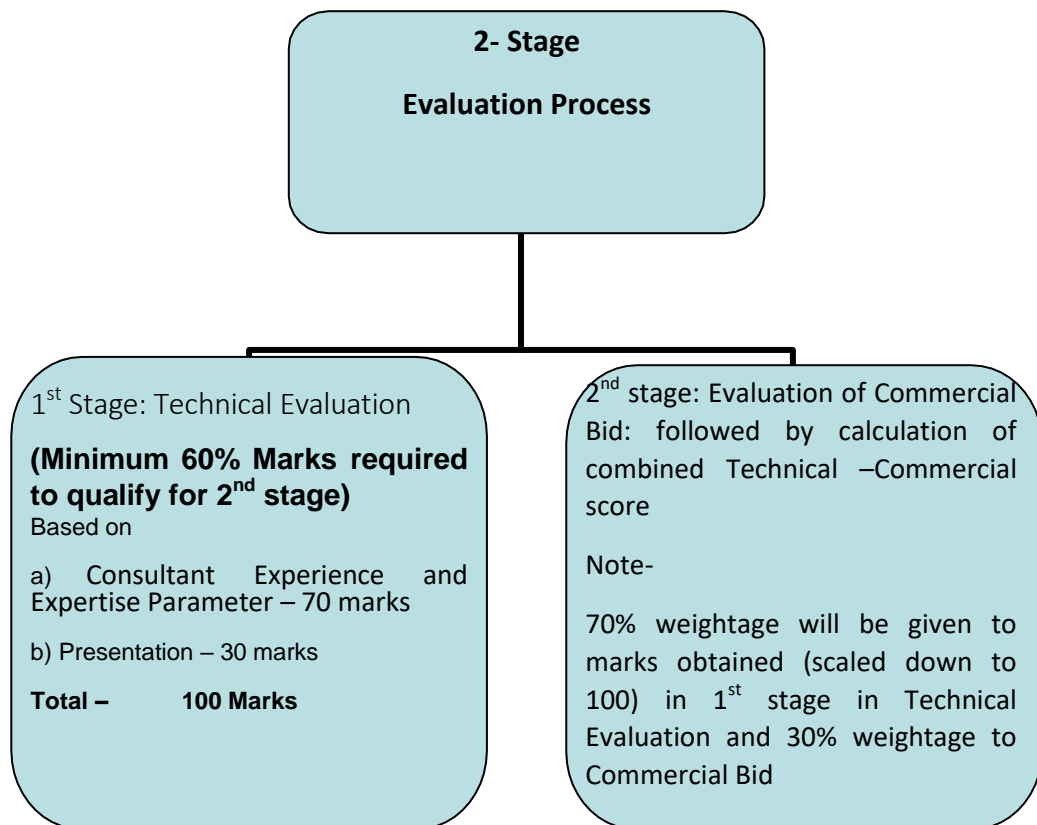 2- Stage
Evaluation Process
1st Stage: Technical Evaluation
(Minimum 60% Marks required
to qualify for 2nd stage)
Based on
a) Consultant Experience and
Expertise Parameter – 70 marks
b) Presentation – 30 marks
Total – 100 Marks
2nd stage: Evaluation of Commercial
Bid: followed by calculation of
combined Technical –Commercial
score
Note-
70% weightage will be given to
marks obtained (scaled down to
100) in 1st stage in Technical
Evaluation and 30% weightage to
Commercial Bid